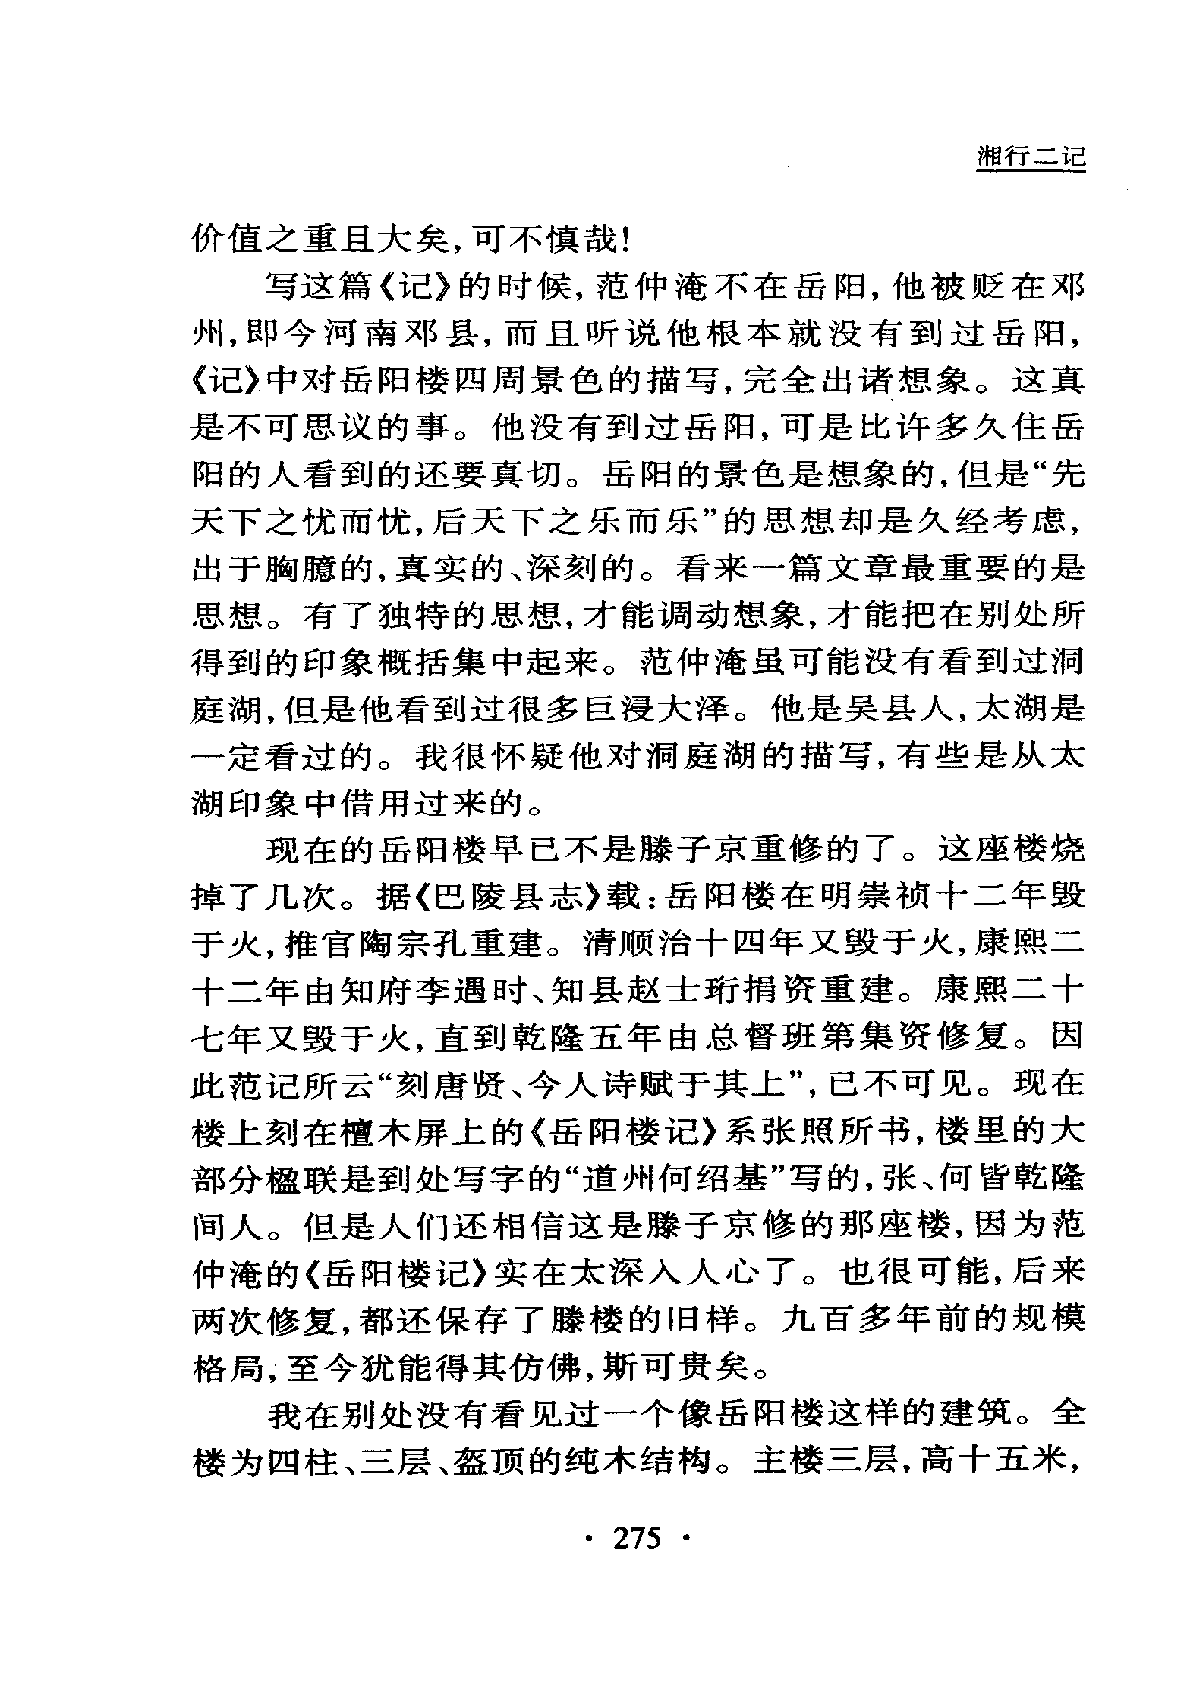 湘行二记
价值之重且大矣,可不慎哉!
写这篇《记》的时候,范仲淹不在岳阳,他被贬在邓
州,即今河南邓县,而且听说他根本就没有到过岳阳,
《记》中对岳阳楼四周景色的描写,完全出诸想象。这真
是不可思议的事。他没有到过岳阳,可是比许多久住岳
阳的人看到的还要真切。岳阳的景色是想象的,但是“先
天下之忧而忧,后天下之乐而乐”的思想却是久经考虑,
出于胸臆的,真实的、深刻的。看来一篇文章最重要的是
思想。有了独特的思想,才能调动想象,才能把在别处所
得到的印象概括集中起来。范仲淹虽可能没有看到过洞
庭湖,但是他看到过很多巨浸大泽。他是吴县人,太湖是
一定看过的。我很怀疑他对洞庭湖的描写,有些是从太
湖印象中借用过来的。
现在的岳阳楼早已不是滕子京重修的了。这座楼烧
掉了几次。据《巴陵县志》载:岳阳楼在明崇祯十二年毁
于火,推官陶宗孔重建。清顺治十四年又毁于火,康熙二
十二年由知府李遇时、知县赵士珩捐资重建。康熙二十
七年又毁于火,直到乾隆五年由总督班第集资修复。因
此范记所云“刻唐贤、今人诗赋于其上”,已不可见。现在
楼上刻在檀木屏上的《岳阳楼记》系张照所书,楼里的大
部分楹联是到处写字的“道州何绍基”写的,张、何皆乾隆
间人。但是人们还相信这是滕子京修的那座楼,因为范
仲淹的《岳阳楼记》实在太深入人心了。也很可能,后来
两次修复,都还保存了滕楼的旧样。九百多年前的规模
格局,至今犹能得其仿佛,斯可贵矣。
我在别处没有看见过一个像岳阳楼这样的建筑。全
楼为四柱、三层、盔顶的纯木结构。主楼三层,高十五米,
· 275 ·